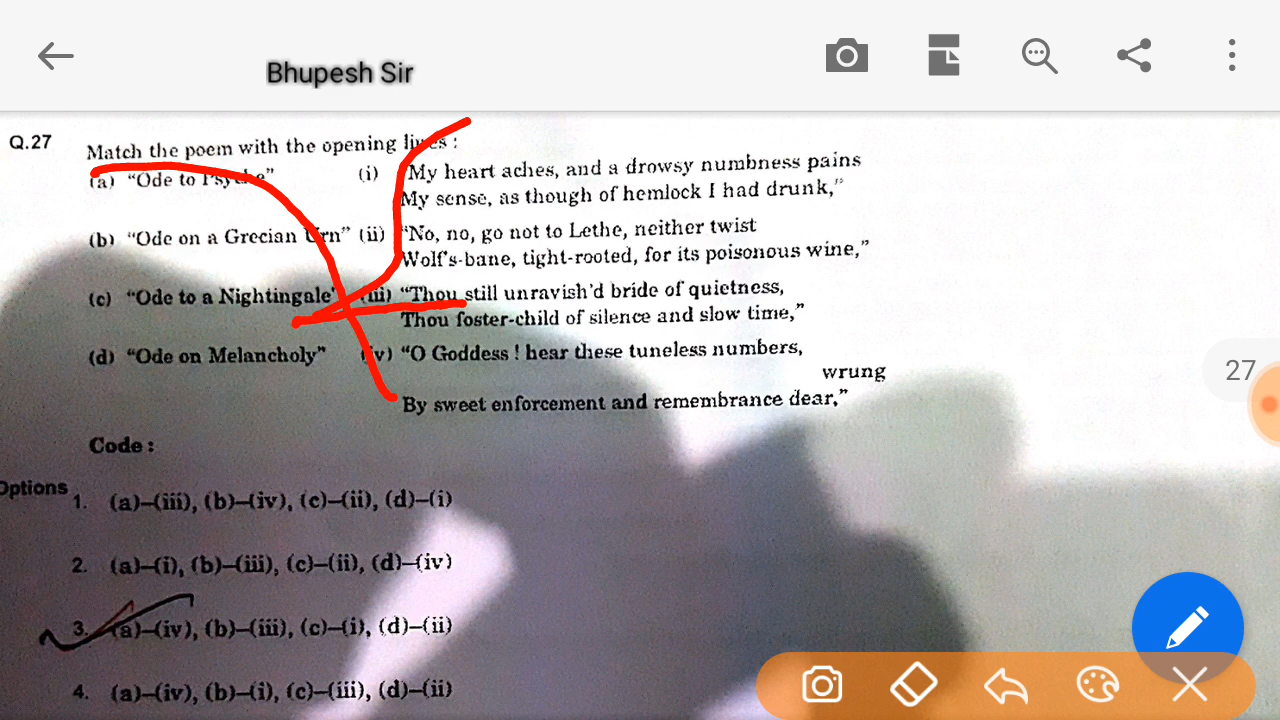 Bhupesh Sir
Q.27 Match the poem with the opening lines :
(a) “Ode to Psyche” (i) “My heart aches, and a drowsy numbness pains
My sense, as though of hemlock I had drunk,”
(b) “Ode on a Grecian Urn” (ii) “No, no, go not to Lethe, neither twist
Wolf's-bane, tight-rooted, for its poisonous wine,”
(c) “Ode to a Nightingale” (iii) “Thou still unravish'd bride of quietness,
Thou foster-child of silence and slow time,”
(d) “Ode on Melancholy” (iv) “O Goddess ! hear these tuneless numbers,
wrung
By sweet enforcement and remembrance dear,”
27
Code :
Options 1. (a)–(iii), (b)–(iv), (c)–(ii), (d)–(i)
2. (a)–(i), (b)–(iii), (c)–(ii), (d)–(iv)
3. (a)–(iv), (b)–(iii), (c)–(i), (d)–(ii)
4. (a)–(iv), (b)–(i), (c)–(iii), (d)–(ii)